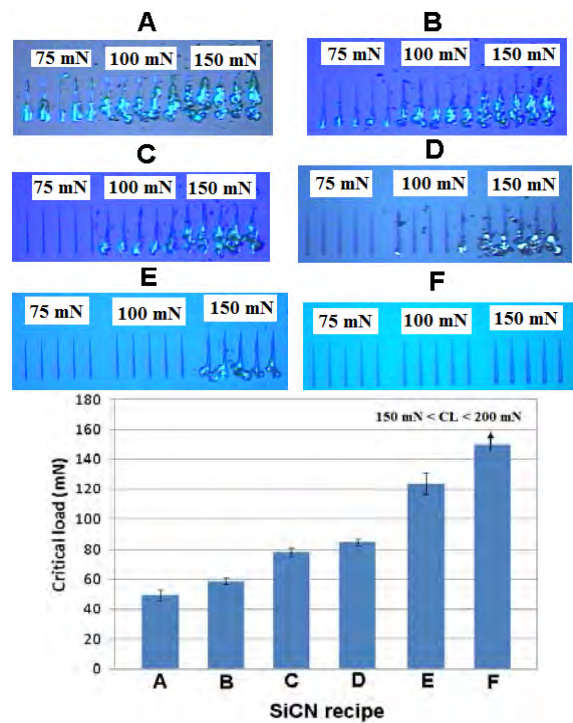 A B
75 mN 100 mN 150 mN 75 mN 100 mN 150 mN
C D
75 mN 100 mN 150 mN 75 mN 100 mN 150 mN
E F
75 mN 100 mN 150 mN 75 mN 100 mN 150 mN
180
160
140
120
100
80
60
40
20
0
Critical load (mN)
150 mN < CL < 200 mN
A B C D E F
SiCN recipe